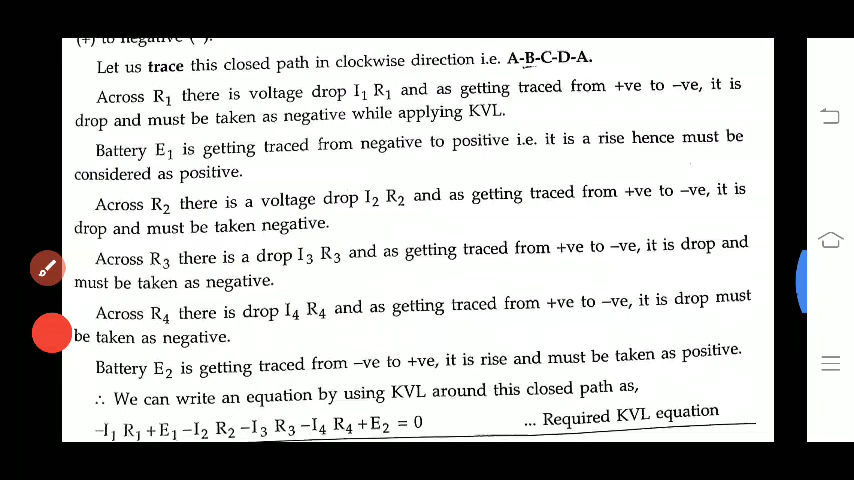 (+) to negative (
Let us trace this closed path in clockwise direction i.e. A-B-C-D-A.
Across R₁ there is voltage drop I₁ R₁ and as getting traced from +ve to –ve, it is
drop and must be taken as negative while applying KVL.
Battery E₁ is getting traced from negative to positive i.e. it is a rise hence must be
considered as positive.
Across R₂ there is a voltage drop I₂ R₂ and as getting traced from +ve to –ve, it is
drop and must be taken negative.
Across R₃ there is a drop I₃ R₃ and as getting traced from +ve to –ve, it is drop and
must be taken as negative.
Across R₄ there is drop I₄ R₄ and as getting traced from +ve to –ve, it is drop must
be taken as negative.
Battery E₂ is getting traced from –ve to +ve, it is rise and must be taken as positive.
∴ We can write an equation by using KVL around this closed path as,
–I₁ R₁ +E₁ –I₂ R₂ –I₃ R₃ –I₄ R₄ +E₂ = 0 ... Required KVL equation